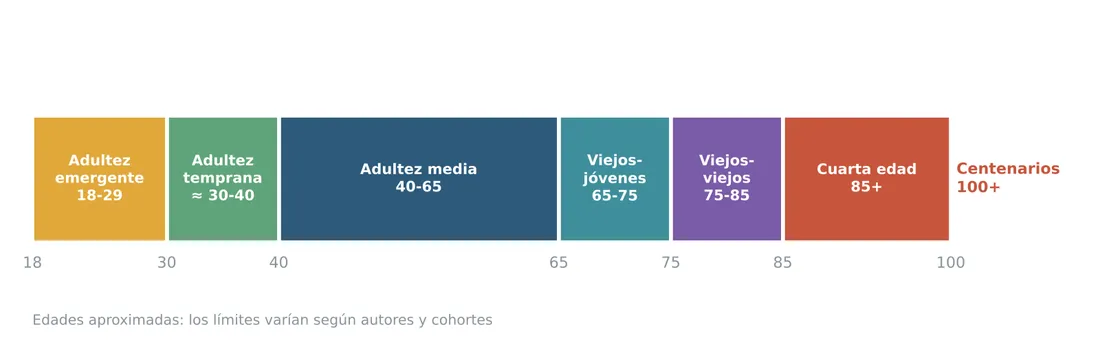 Adultez
emergente
18-29
Adultez
temprana
≈ 30-40
Adultez media
40-65
Viejos-
jóvenes
65-75
Viejos-
viejos
75-85
Cuarta edad
85+
Centenarios
100+
18 30 40 65 75 85 100
Edades aproximadas: los límites varían según autores y cohortes